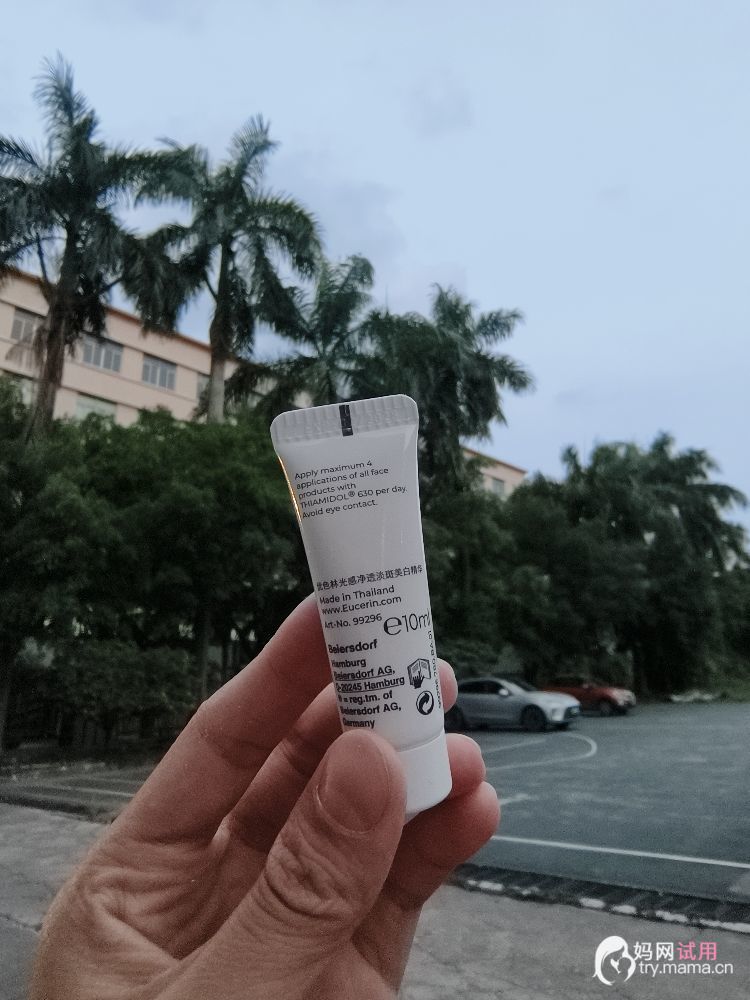 Apply maximum 4
applications of all face
products with
THIAMIDOL® 630 per day.
Avoid eye contact.
色林光感净透淡斑美白精华
Made in Thailand
www.Eucerin.com
Art-No. 99296
e10ml
Beiersdorf
Hamburg
Beiersdorf AG,
D-20245 Hamburg
® = reg.tm. of
Beiersdorf AG,
Germany
妈网试用
try.mama.cn